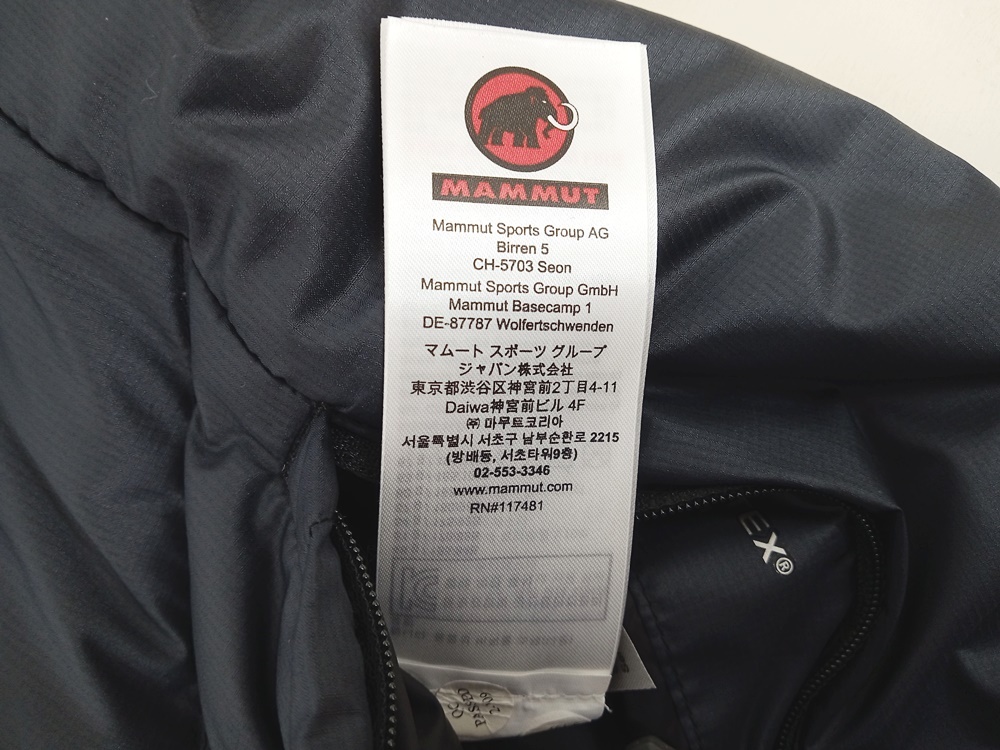 MAMMUT
Mammut Sports Group AG
Birren 5
CH-5703 Seon
Mammut Sports Group GmbH
Mammut Basecamp 1
DE-87787 Wolfertschwenden
マムート スポーツ グループ
ジャパン株式会社
東京都渋谷区神宮前2丁目4-11
Daiwa神宮前ビル 4F
㈜ 마무트코리아
서울특별시 서초구 남부순환로 2215
(방배동, 서초타워9층)
02-553-3346
www.mammut.com
RN#117481
EX®